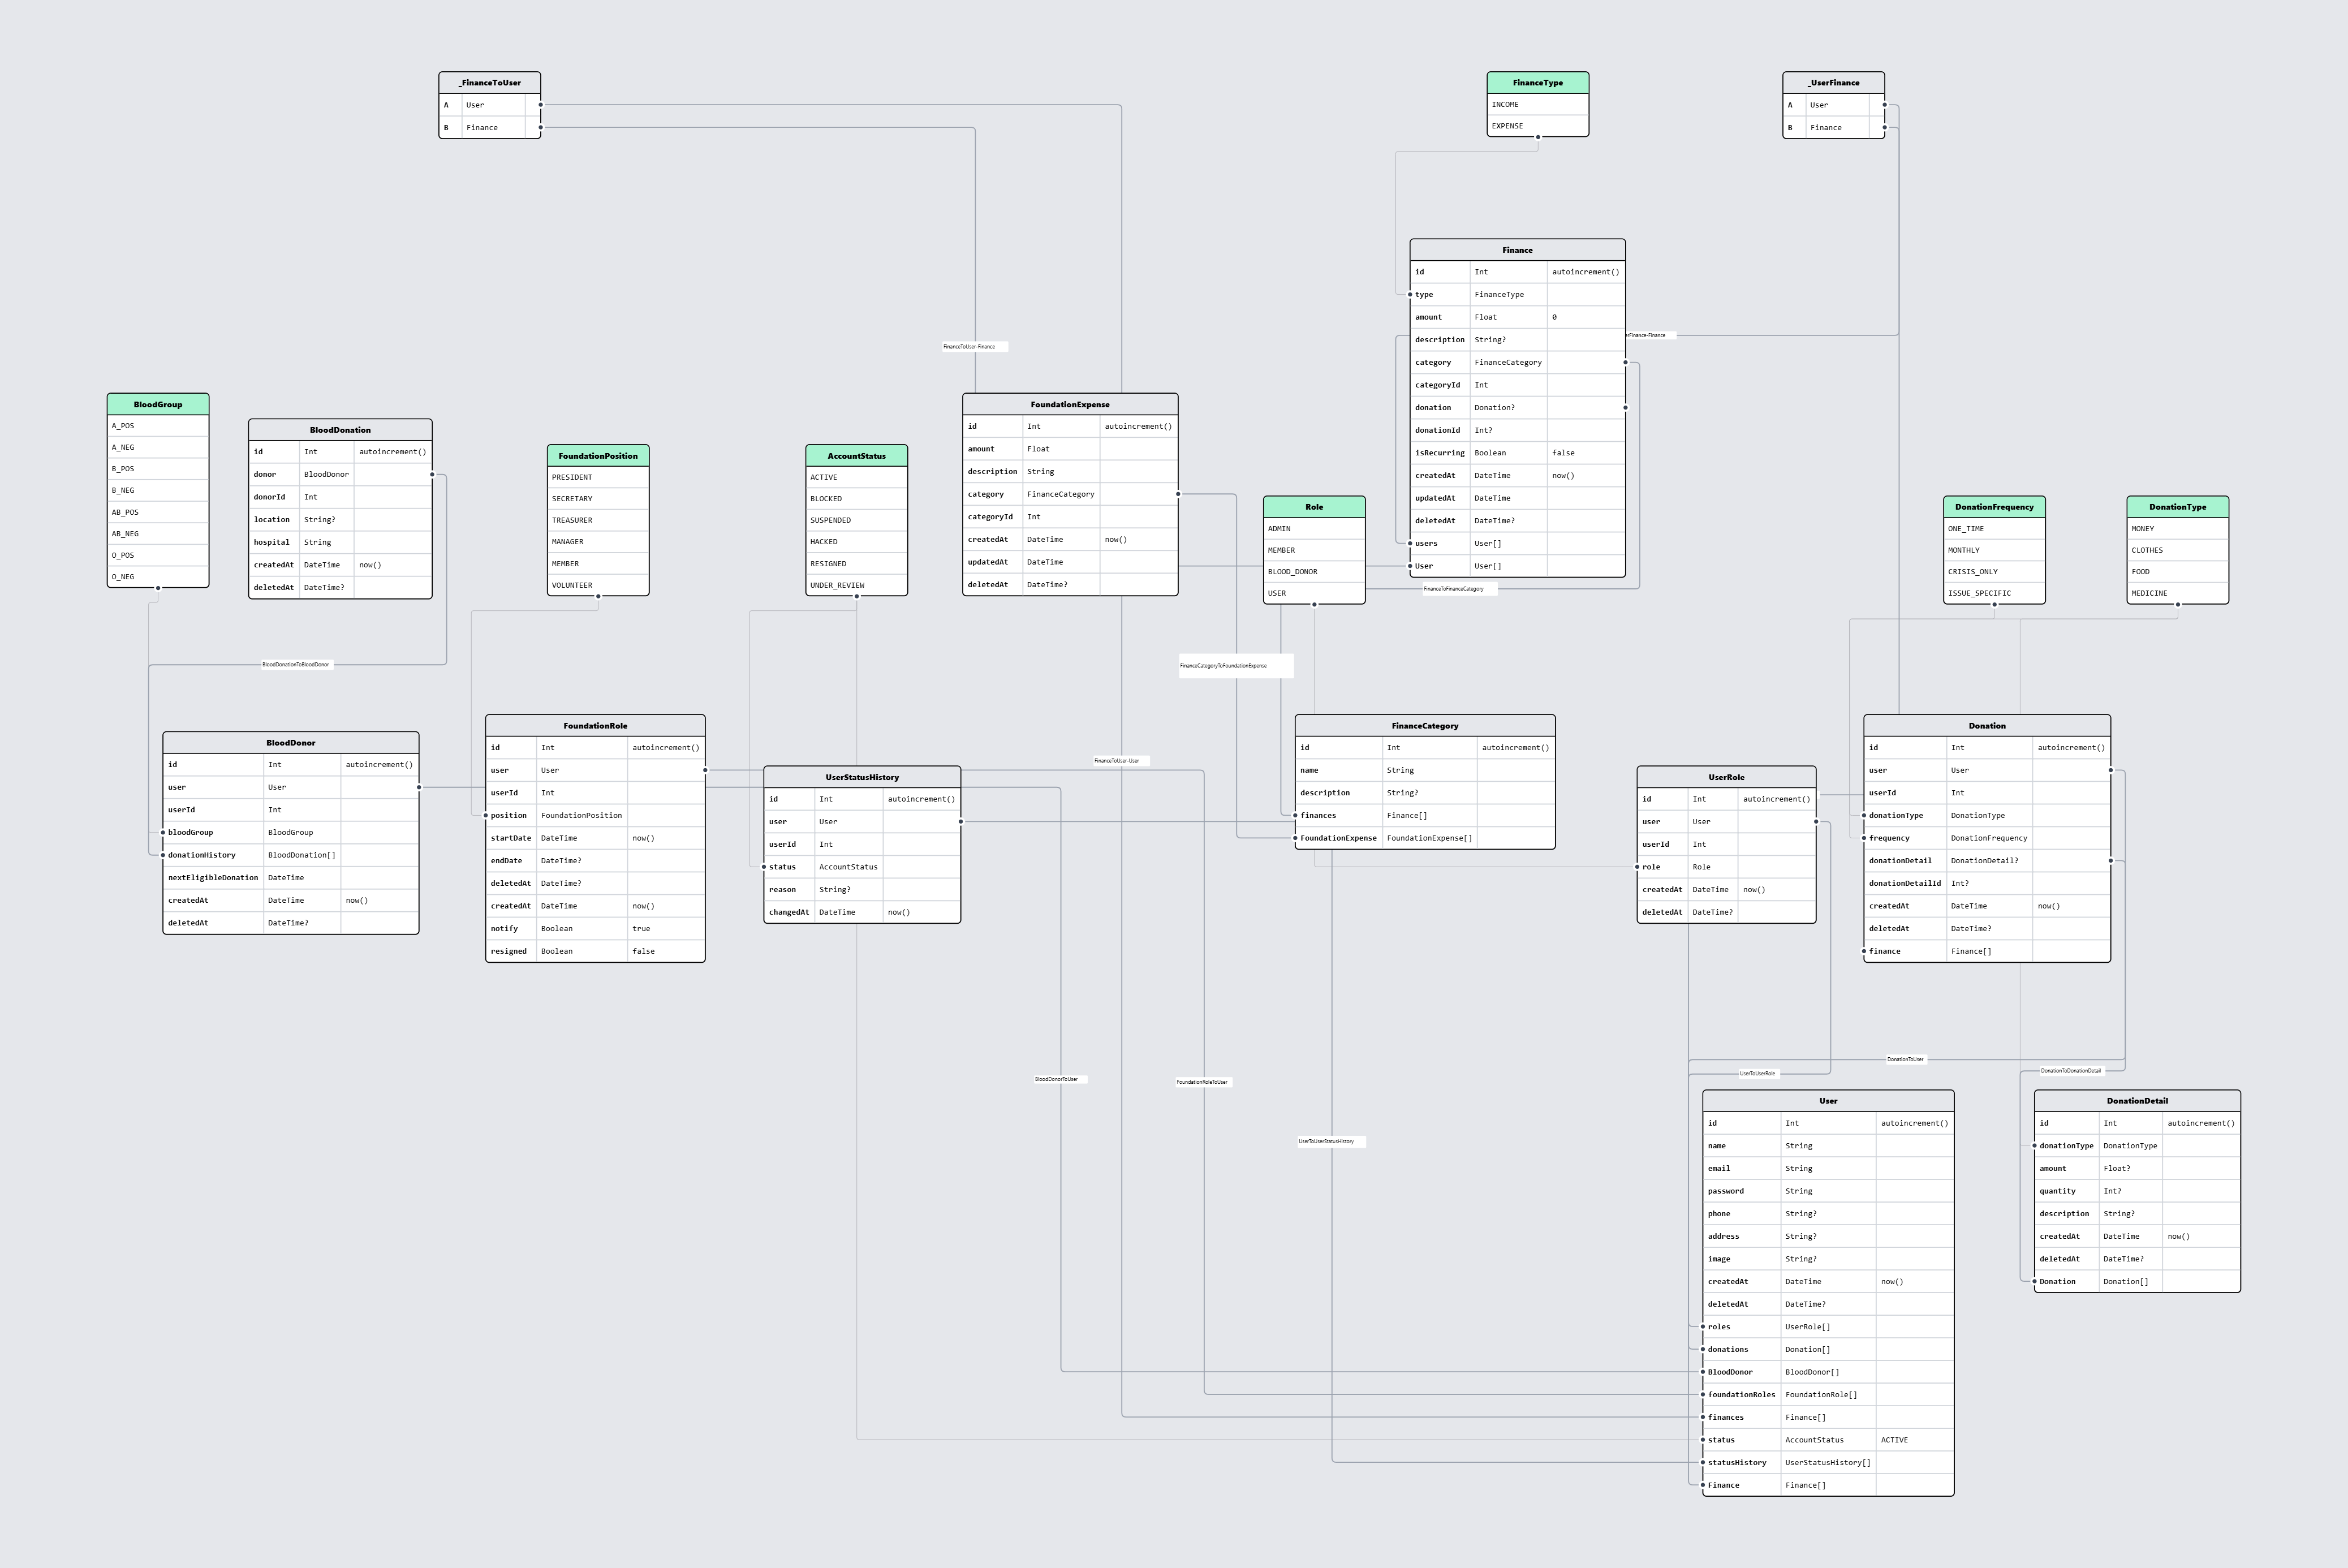 _FinanceToUser
A User
B Finance
FinanceType
INCOME
EXPENSE
_UserFinance
A User
B Finance
Finance
id Int autoincrement()
type FinanceType
amount Float 0
description String?
category FinanceCategory
categoryId Int
donation Donation?
donationId Int?
isRecurring Boolean false
createdAt DateTime now()
updatedAt DateTime
deletedAt DateTime?
users User[]
User User[]
erFinance-Finance
FinanceToUser-Finance
BloodGroup
A_POS
A_NEG
B_POS
B_NEG
AB_POS
AB_NEG
O_POS
O_NEG
BloodDonation
id Int autoincrement()
donor BloodDonor
donorId Int
location String?
hospital String
createdAt DateTime now()
deletedAt DateTime?
FoundationPosition
PRESIDENT
SECRETARY
TREASURER
MANAGER
MEMBER
VOLUNTEER
AccountStatus
ACTIVE
BLOCKED
SUSPENDED
HACKED
RESIGNED
UNDER_REVIEW
FoundationExpense
id Int autoincrement()
amount Float
description String
category FinanceCategory
categoryId Int
createdAt DateTime now()
updatedAt DateTime
deletedAt DateTime?
Role
ADMIN
MEMBER
BLOOD_DONOR
USER
FinanceToFinanceCategory
DonationFrequency
ONE_TIME
MONTHLY
CRISIS_ONLY
ISSUE_SPECIFIC
DonationType
MONEY
CLOTHES
FOOD
MEDICINE
BloodDonationToBloodDonor
FinanceCategoryToFoundationExpense
BloodDonor
id Int autoincrement()
user User
userId Int
bloodGroup BloodGroup
donationHistory BloodDonation[]
nextEligibleDonation DateTime
createdAt DateTime now()
deletedAt DateTime?
FoundationRole
id Int autoincrement()
user User
userId Int
position FoundationPosition
startDate DateTime now()
endDate DateTime?
deletedAt DateTime?
createdAt DateTime now()
notify Boolean true
resigned Boolean false
UserStatusHistory
id Int autoincrement()
user User
userId Int
status AccountStatus
reason String?
changedAt DateTime now()
FinanceToUser-User
FinanceCategory
id Int autoincrement()
name String
description String?
finances Finance[]
FoundationExpense FoundationExpense[]
UserRole
id Int autoincrement()
user User
userId Int
role Role
createdAt DateTime now()
deletedAt DateTime?
Donation
id Int autoincrement()
user User
userId Int
donationType DonationType
frequency DonationFrequency
donationDetail DonationDetail?
donationDetailId Int?
createdAt DateTime now()
deletedAt DateTime?
finance Finance[]
DonationToUser
UserToUserRole
DonationToDonationDetail
BloodDonorToUser
FoundationRoleToUser
UserToUserStatusHistory
User
id Int autoincrement()
name String
email String
password String
phone String?
address String?
image String?
createdAt DateTime now()
deletedAt DateTime?
roles UserRole[]
donations Donation[]
BloodDonor BloodDonor[]
foundationRoles FoundationRole[]
finances Finance[]
status AccountStatus ACTIVE
statusHistory UserStatusHistory[]
Finance Finance[]
DonationDetail
id Int autoincrement()
donationType DonationType
amount Float?
quantity Int?
description String?
createdAt DateTime now()
deletedAt DateTime?
Donation Donation[]